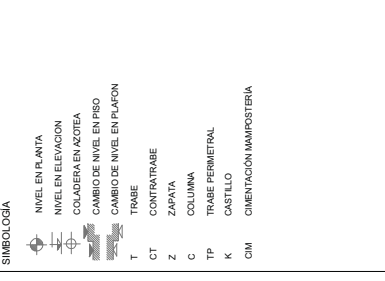 SIMBOLOGÍA
NIVEL EN PLANTA
NIVEL EN ELEVACION
COLADERA EN AZOTEA
CAMBIO DE NIVEL EN PISO
CAMBIO DE NIVEL EN PLAFON
T TRABE
CT CONTRATRABE
Z ZAPATA
C COLUMNA
TP TRABE PERIMETRAL
K CASTILLO
CIM CIMENTACIÓN MAMPOSTERÍA